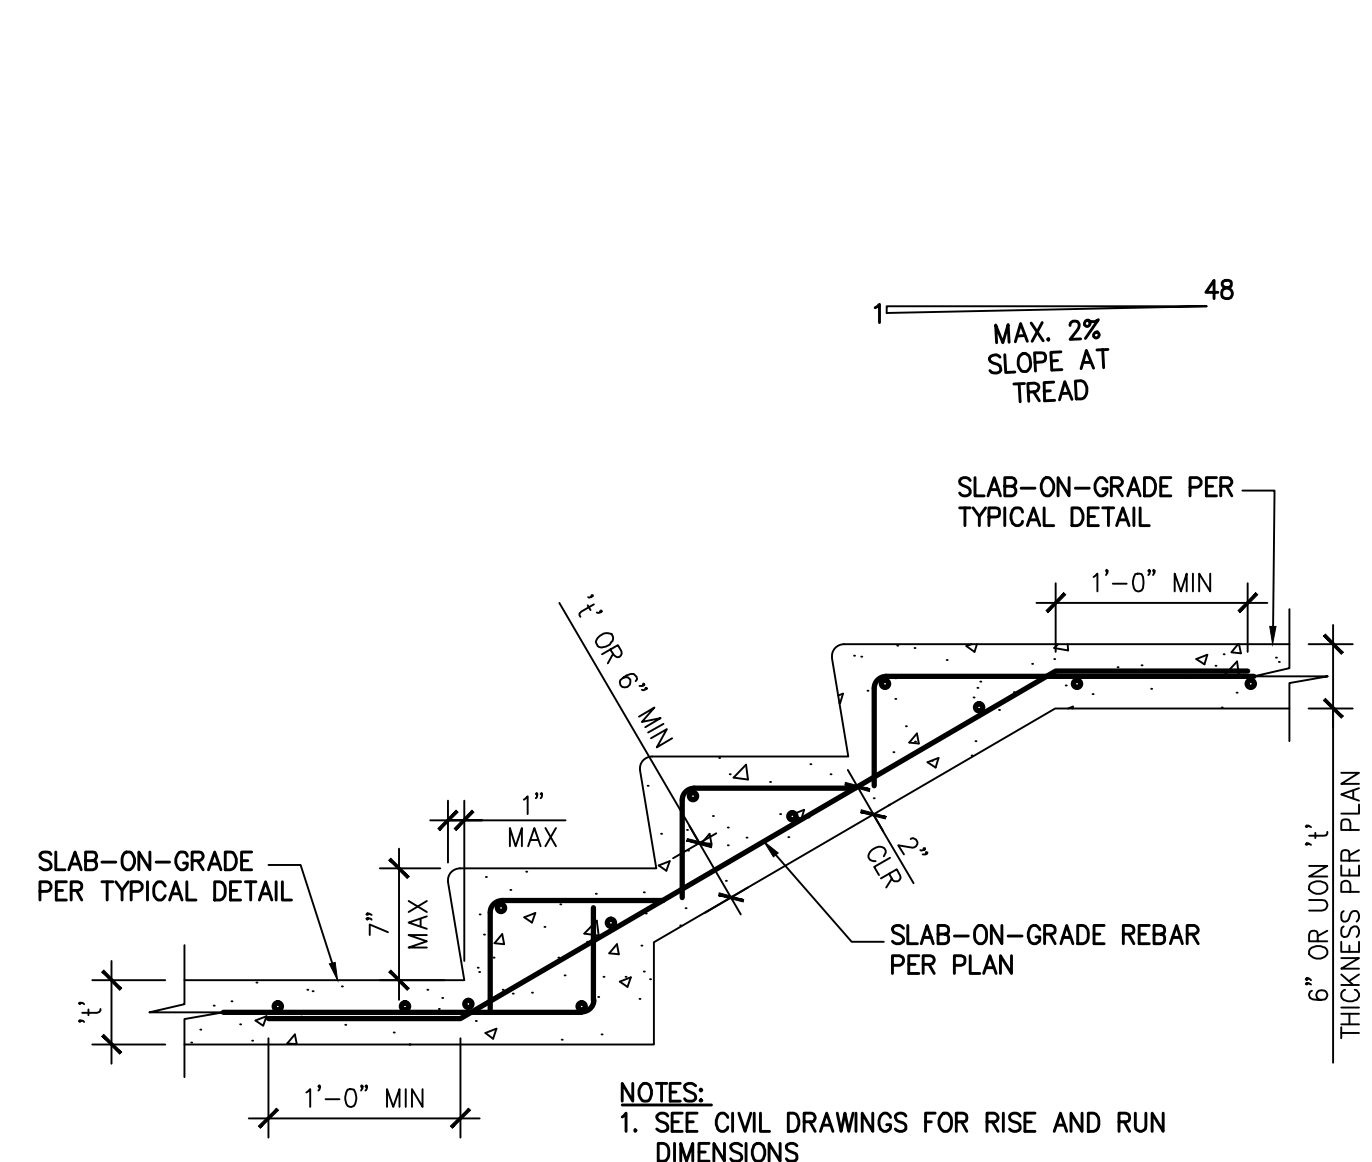 48
1
MAX. 2%
SLOPE AT
TREAD
SLAB-ON-GRADE PER
TYPICAL DETAIL
1'-0" MIN
't' OR 6" MIN
1"
MAX
SLAB-ON-GRADE
PER TYPICAL DETAIL
7"
MAX
2"
CLR
6" OR UON 't'
THICKNESS PER PLAN
SLAB-ON-GRADE REBAR
PER PLAN
't'
1'-0" MIN
NOTES:
1. SEE CIVIL DRAWINGS FOR RISE AND RUN
DIMENSIONS